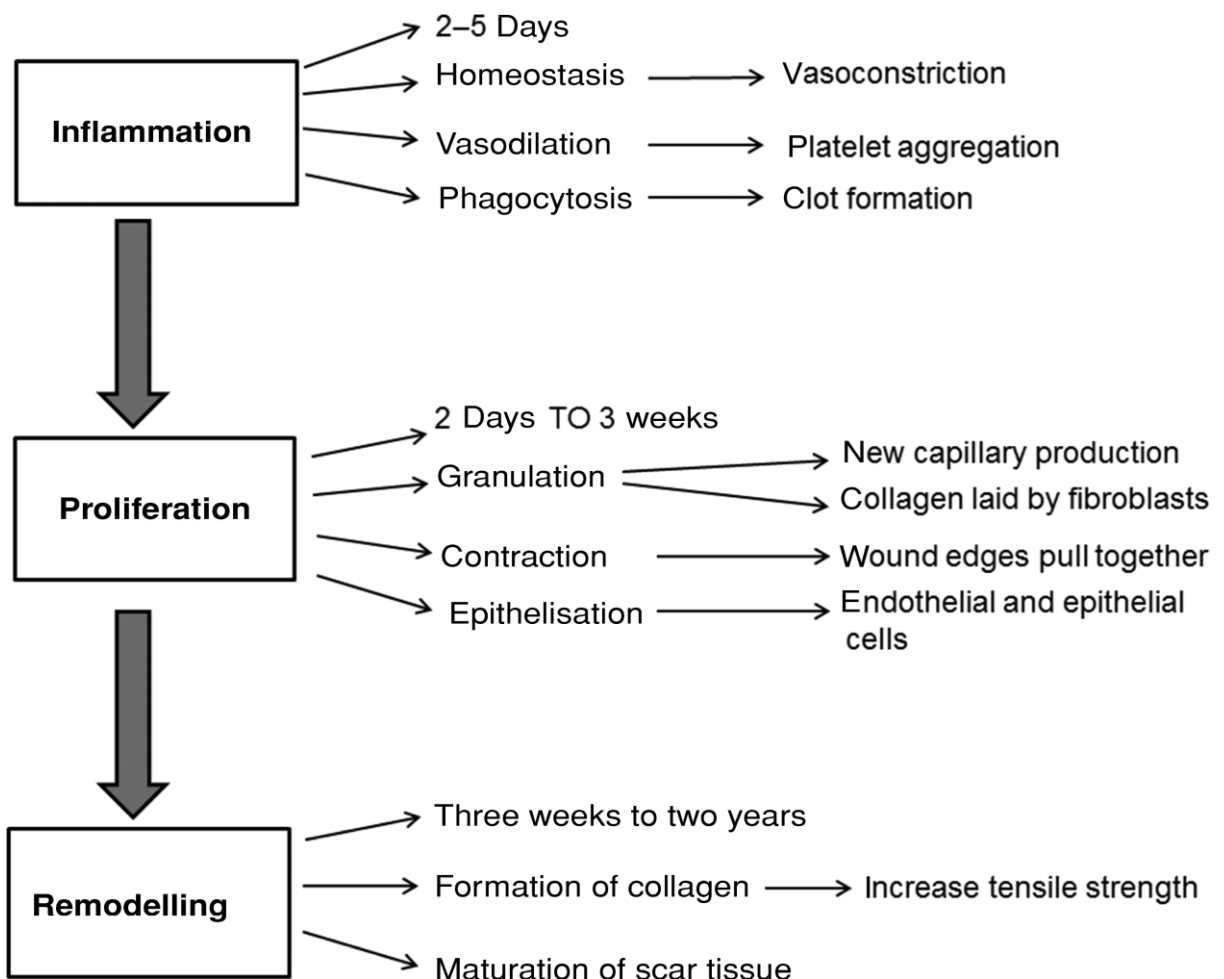 2–5 Days
Homeostasis
Vasoconstriction
Inflammation
Vasodilation
Platelet aggregation
Phagocytosis
Clot formation
2 Days TO 3 weeks
New capillary production
Granulation
Collagen laid by fibroblasts
Proliferation
Contraction
Wound edges pull together
Epithelisation
Endothelial and epithelial
cells
Three weeks to two years
Formation of collagen
Increase tensile strength
Remodelling
Maturation of scar tissue